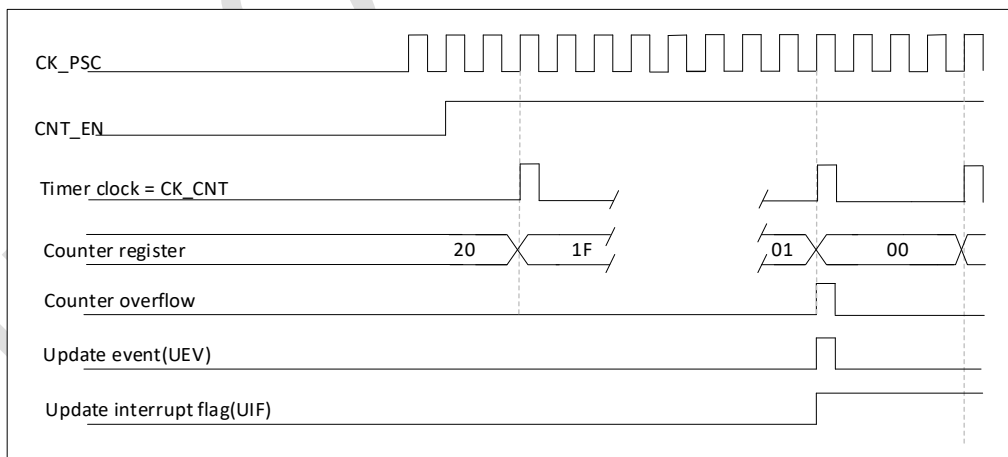 CK_PSC
CNT_EN
Timer clock = CK_CNT
Counter register 20 1F 01 00
Counter overflow
Update event(UEV)
Update interrupt flag(UIF)